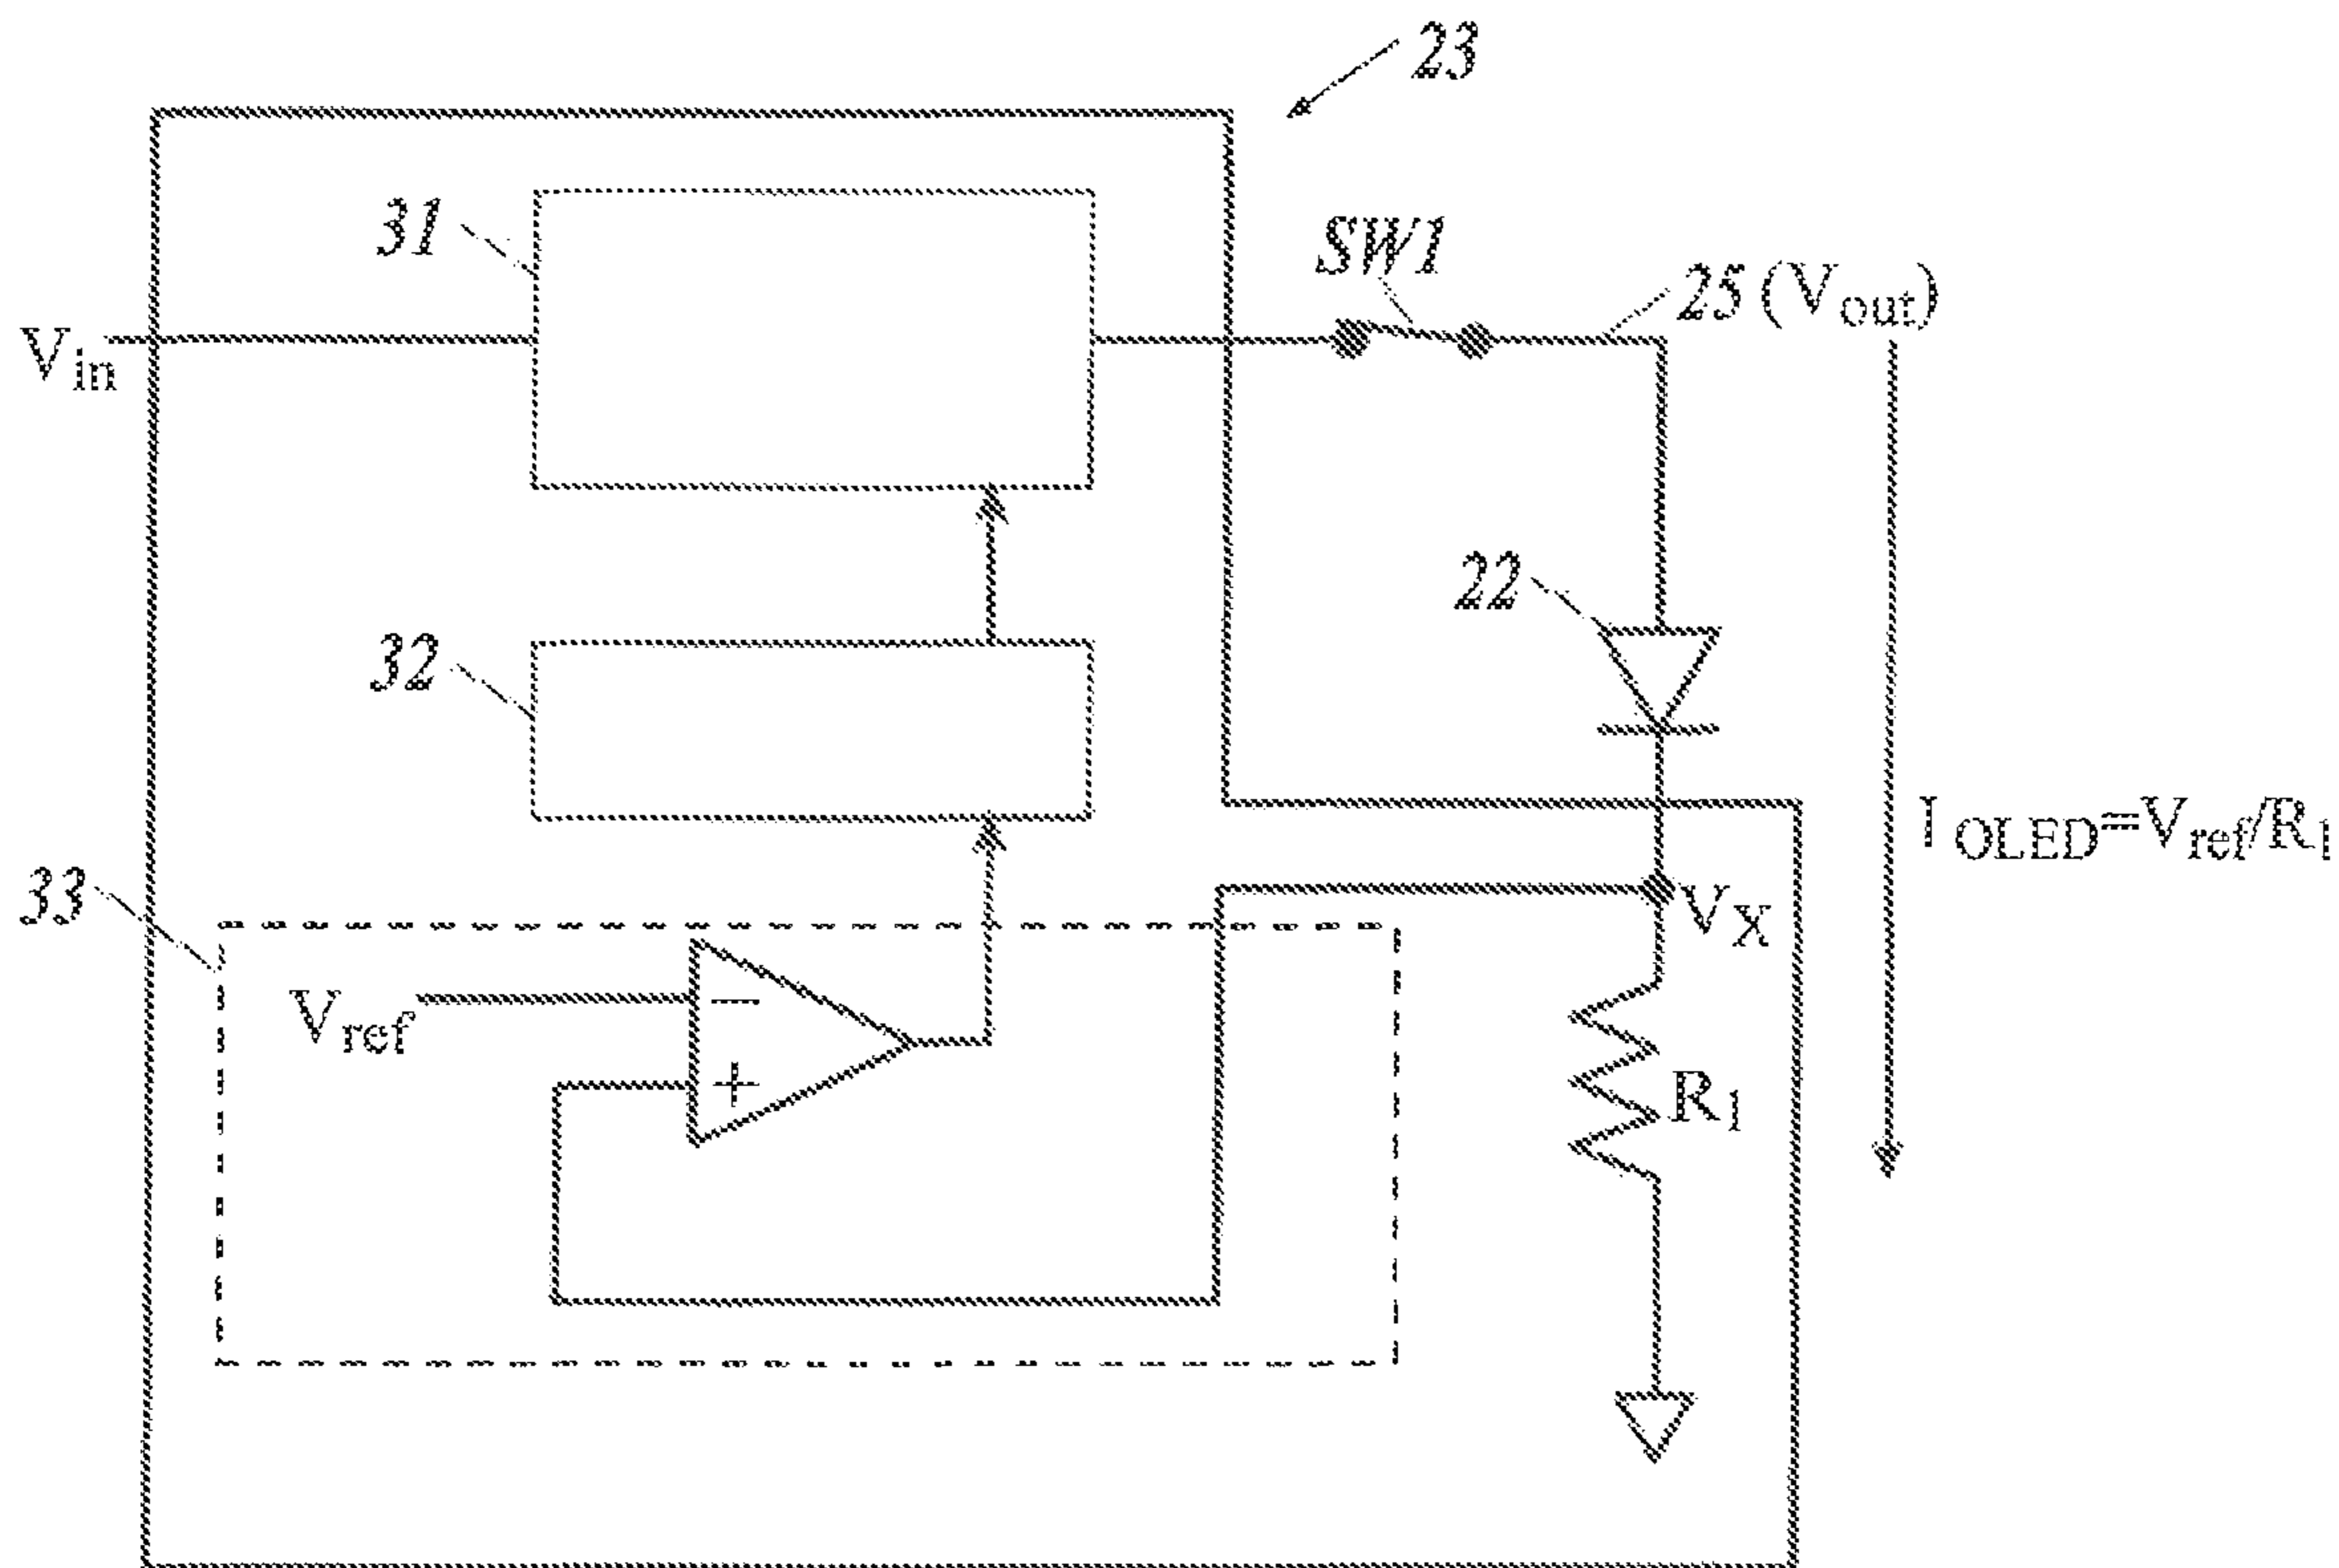 23
31
SW1
25 (Vout)
Vin
22
32
IOLED=Vref/R1
33
VX
Vref
−
+
R1